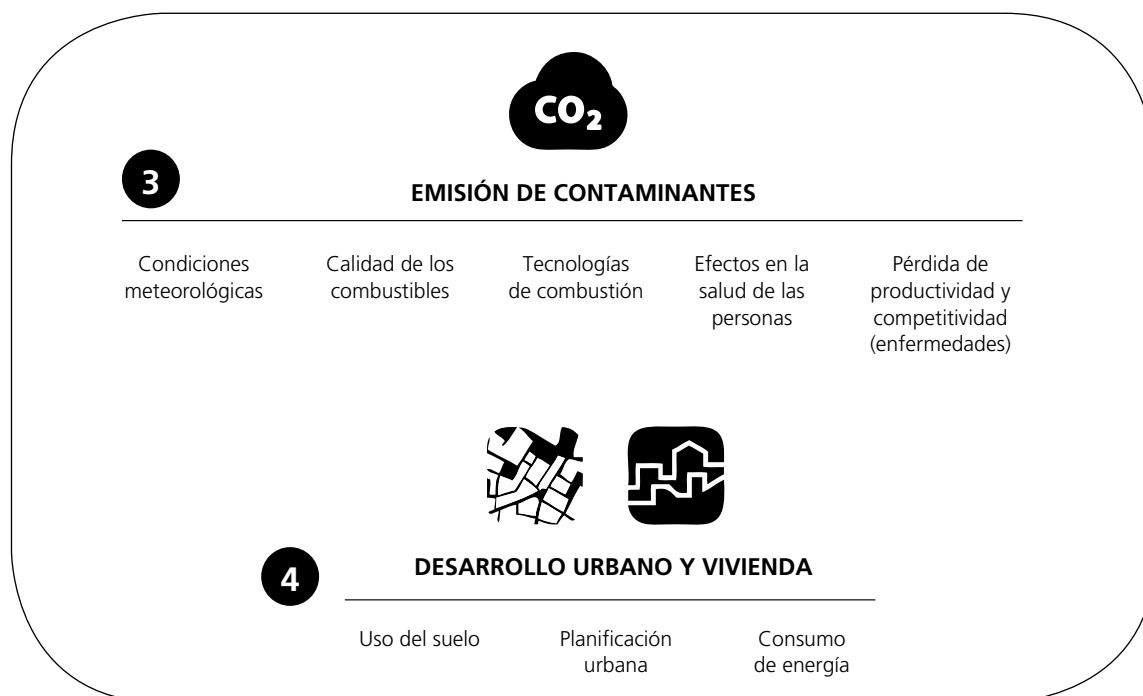 CO₂
3
EMISIÓN DE CONTAMINANTES
Condiciones
meteorológicas
Calidad de los
combustibles
Tecnologías
de combustión
Efectos en la
salud de las
personas
Pérdida de
productividad y
competitividad
(enfermedades)
4
DESARROLLO URBANO Y VIVIENDA
Uso del suelo
Planificación
urbana
Consumo
de energía